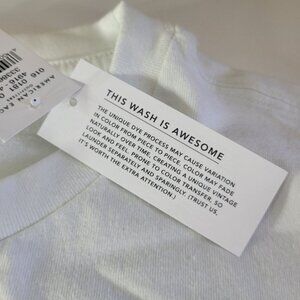 AMERICAN EAGLE
THIS WASH IS AWESOME
THE UNIQUE DYE PROCESS MAY CAUSE VARIATION
IN COLOR FROM PIECE TO PIECE. COLOR MAY FADE
NATURALLY OVER TIME, CREATING A UNIQUE VINTAGE
LOOK AND FEEL. PRONE TO COLOR TRANSFER, SO
LAUNDER SEPARATELY AND SPARINGLY. (TRUST US,
IT'S WORTH THE EXTRA ATTENTION.)